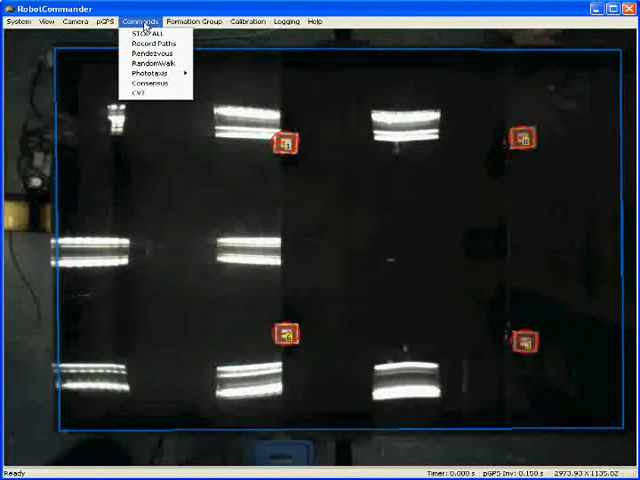 RobotCommander
System View Camera pGPS Commands Formation Group Calibration Logging Help
STOP ALL
Record Paths
Rendezvous
RandomWalk
Phototaxis
Consensus
CVT
Ready Timer: 0.000 s pGPS Inv: 0.150 s 2973.93 X 1135.02